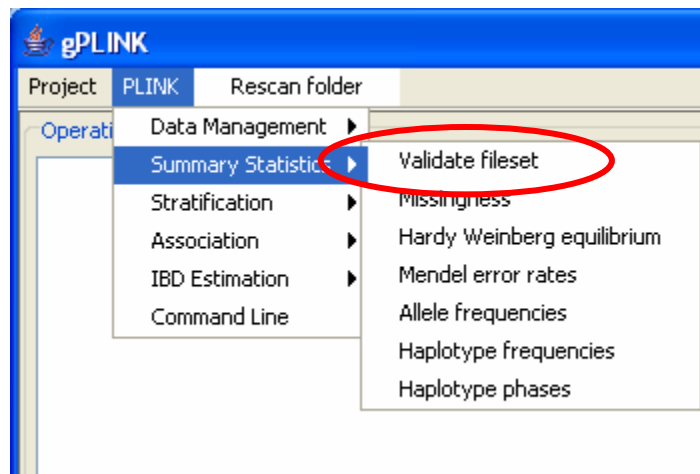 gPLINK
Project PLINK Rescan folder
Operati
Data Management
Summary Statistics
Stratification
Association
IBD Estimation
Command Line
Validate fileset
Missingness
Hardy Weinberg equilibrium
Mendel error rates
Allele frequencies
Haplotype frequencies
Haplotype phases